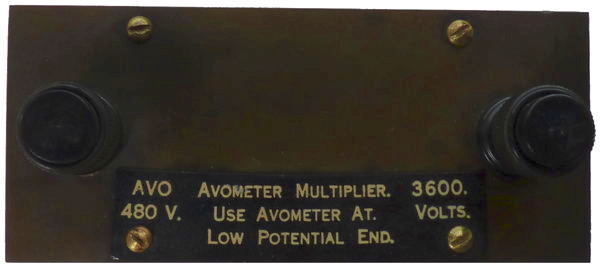 AVO AVOMETER MULTIPLIER. 3600.
480 V. USE AVOMETER AT. VOLTS.
LOW POTENTIAL END.